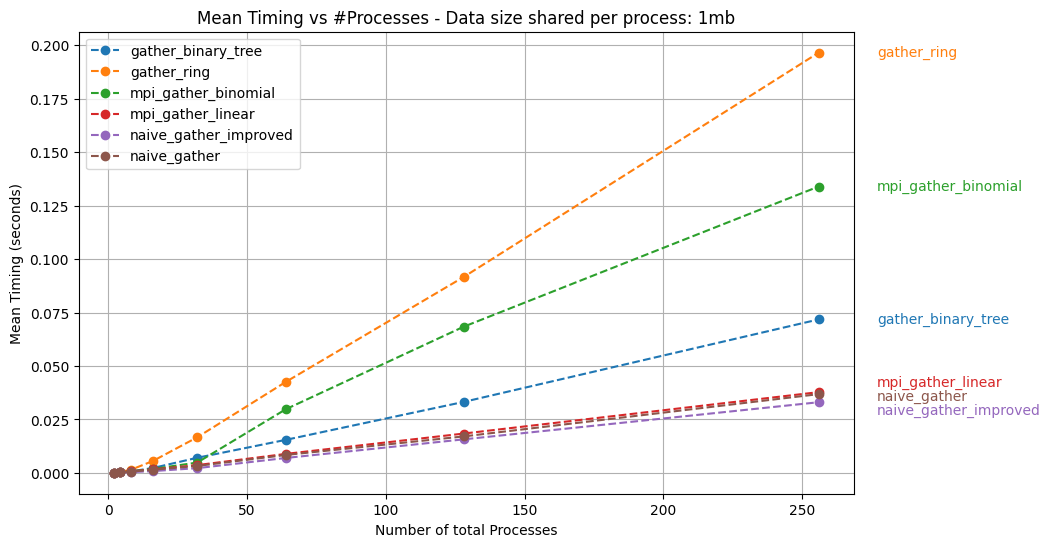 Mean Timing vs #Processes - Data size shared per process: 1mb
gather_binary_tree
gather_ring
mpi_gather_binomial
mpi_gather_linear
naive_gather_improved
naive_gather
0.200
0.175
0.150
0.125
0.100
0.075
0.050
0.025
0.000
Mean Timing (seconds)
0
50
100
150
200
250
Number of total Processes
gather_ring
mpi_gather_binomial
gather_binary_tree
mpi_gather_linear
naive_gather
naive_gather_improved